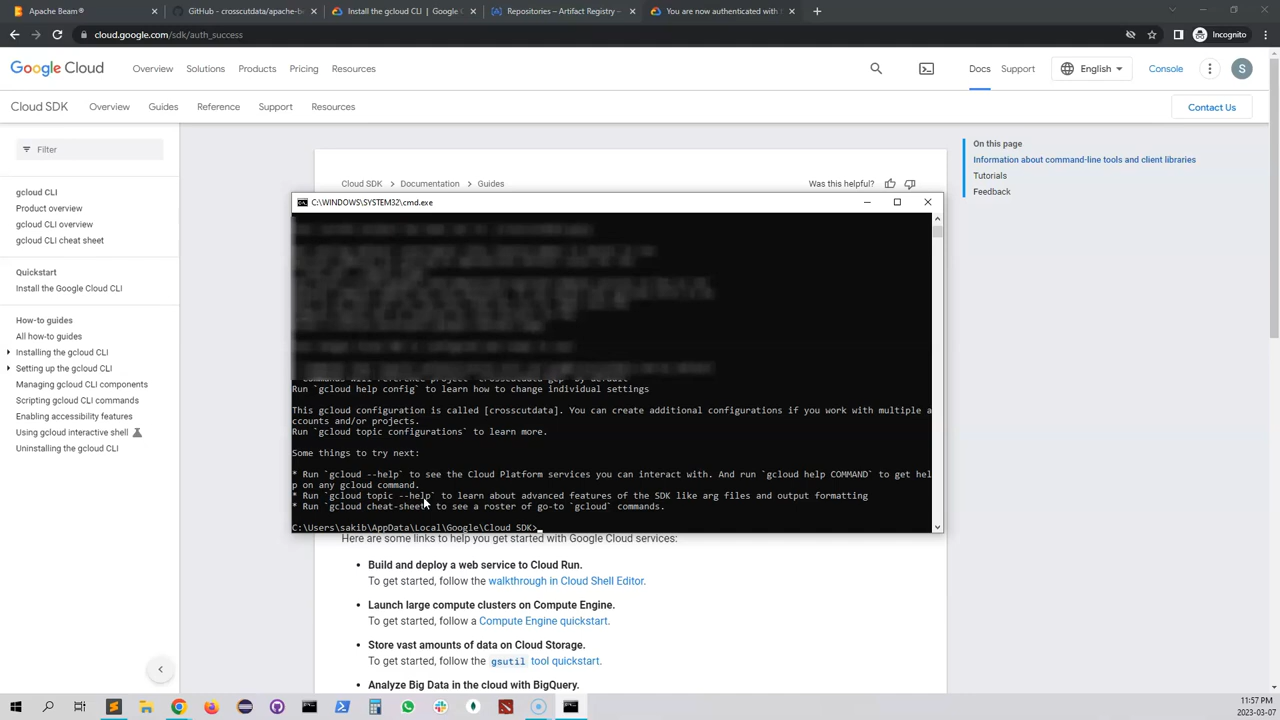 Apache Beam®
GitHub - crosscutdata/apache-b
Install the gcloud CLI | Google C
Repositories – Artifact Registry –
You are now authenticated with t
cloud.google.com/sdk/auth_success
Incognito
Google Cloud
Overview
Solutions
Products
Pricing
Resources
Docs
Support
English
Console
S
Cloud SDK
Overview
Guides
Reference
Support
Resources
Contact Us
Filter
gcloud CLI
Product overview
gcloud CLI overview
gcloud CLI cheat sheet
Quickstart
Install the Google Cloud CLI
How-to guides
All how-to guides
Installing the gcloud CLI
Setting up the gcloud CLI
Managing gcloud CLI components
Scripting gcloud CLI commands
Enabling accessibility features
Using gcloud interactive shell
Uninstalling the gcloud CLI
Cloud SDK > Documentation > Guides
Was this helpful?
On this page
Information about command-line tools and client libraries
Tutorials
Feedback
C:\WINDOWS\SYSTEM32\cmd.exe
Commands will reference project `crosscutdata-gcp` by default
Run `gcloud help config` to learn how to change individual settings
This gcloud configuration is called [crosscutdata]. You can create additional configurations if you work with multiple a
ccounts and/or projects.
Run `gcloud topic configurations` to learn more.
Some things to try next:
* Run `gcloud --help` to see the Cloud Platform services you can interact with. And run `gcloud help COMMAND` to get hel
p on any gcloud command.
* Run `gcloud topic --help` to learn about advanced features of the SDK like arg files and output formatting
* Run `gcloud cheat-sheet` to see a roster of go-to `gcloud` commands.
C:\Users\sakib\AppData\Local\Google\Cloud SDK>
Here are some links to help you get started with Google Cloud services:
• Build and deploy a web service to Cloud Run.
To get started, follow the walkthrough in Cloud Shell Editor.
• Launch large compute clusters on Compute Engine.
To get started, follow a Compute Engine quickstart.
• Store vast amounts of data on Cloud Storage.
To get started, follow the gsutil tool quickstart.
• Analyze Big Data in the cloud with BigQuery.
11:57 PM
2023-03-07